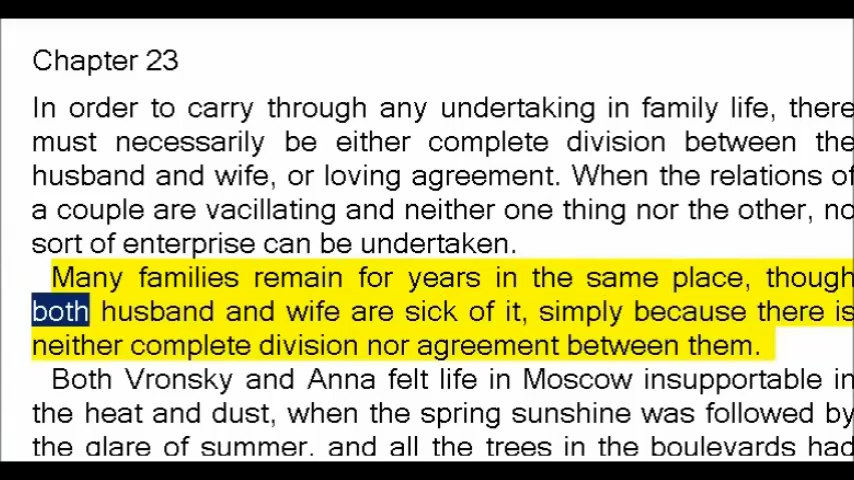 Chapter 23
In order to carry through any undertaking in family life, there
must necessarily be either complete division between the
husband and wife, or loving agreement. When the relations of
a couple are vacillating and neither one thing nor the other, no
sort of enterprise can be undertaken.
Many families remain for years in the same place, though
both husband and wife are sick of it, simply because there is
neither complete division nor agreement between them.
Both Vronsky and Anna felt life in Moscow insupportable in
the heat and dust, when the spring sunshine was followed by
the glare of summer, and all the trees in the boulevards had